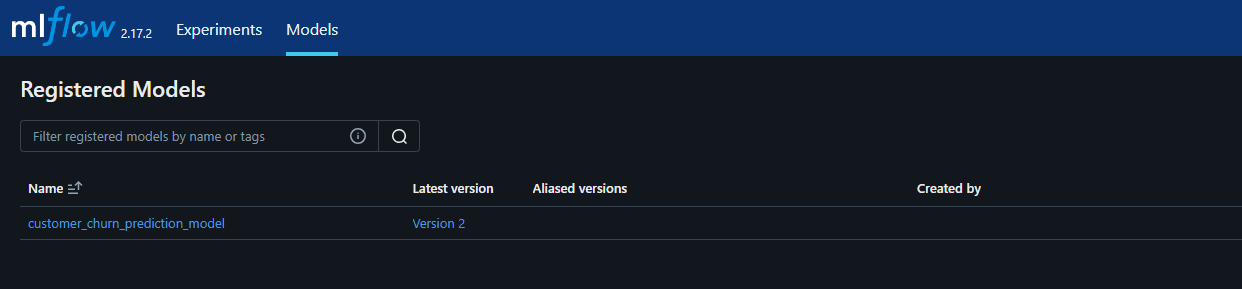 mlflow 2.17.2 Experiments Models
Registered Models
Filter registered models by name or tags
Name Latest version Aliased versions Created by
customer_churn_prediction_model Version 2